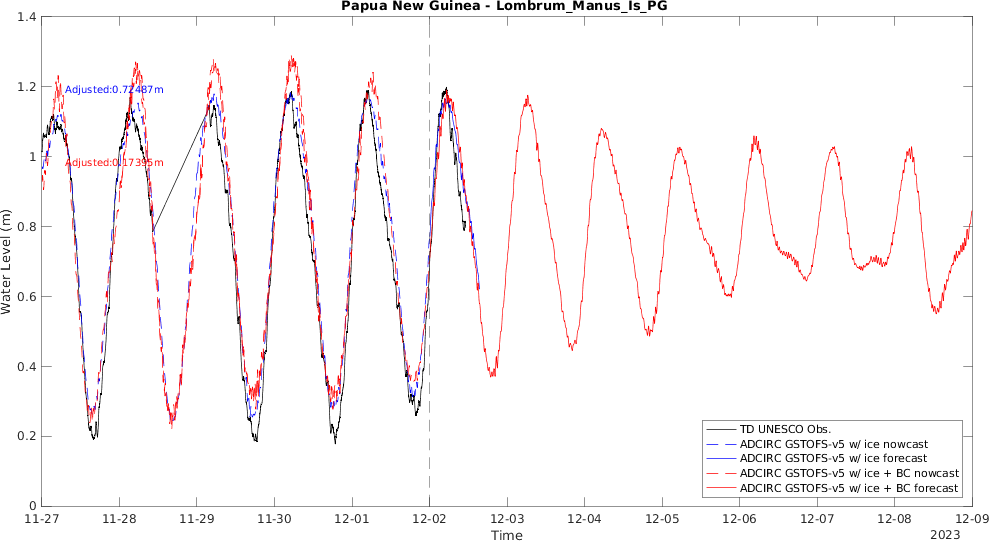 Papua New Guinea - Lombrum_Manus_Is_PG
1.4
1.2
1
0.8
0.6
0.4
0.2
0
Water Level (m)
Adjusted:0.72487m
Adjusted:0.17395m
TD UNESCO Obs.
ADCIRC GSTOFS-v5 w/ ice nowcast
ADCIRC GSTOFS-v5 w/ ice forecast
ADCIRC GSTOFS-v5 w/ ice + BC nowcast
ADCIRC GSTOFS-v5 w/ ice + BC forecast
11-27 11-28 11-29 11-30 12-01 12-02 12-03 12-04 12-05 12-06 12-07 12-08 12-09
Time
2023